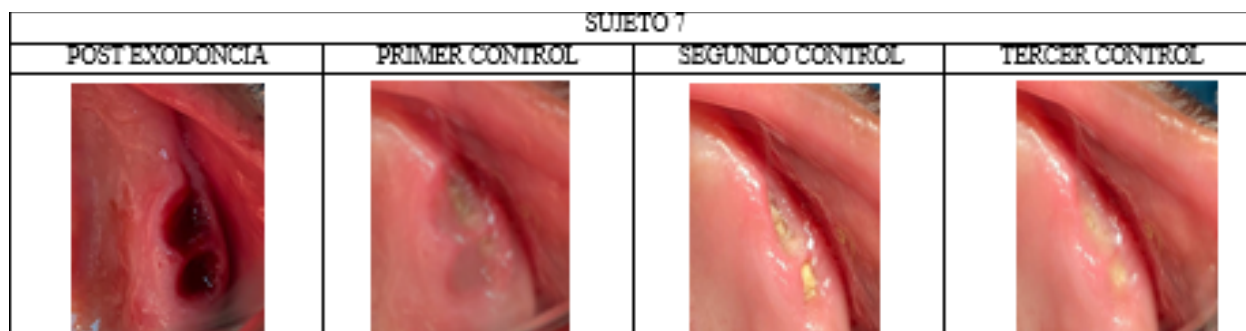 SUJETO 7
POST EXODONCIA PRIMER CONTROL SEGUNDO CONTROL TERCER CONTROL